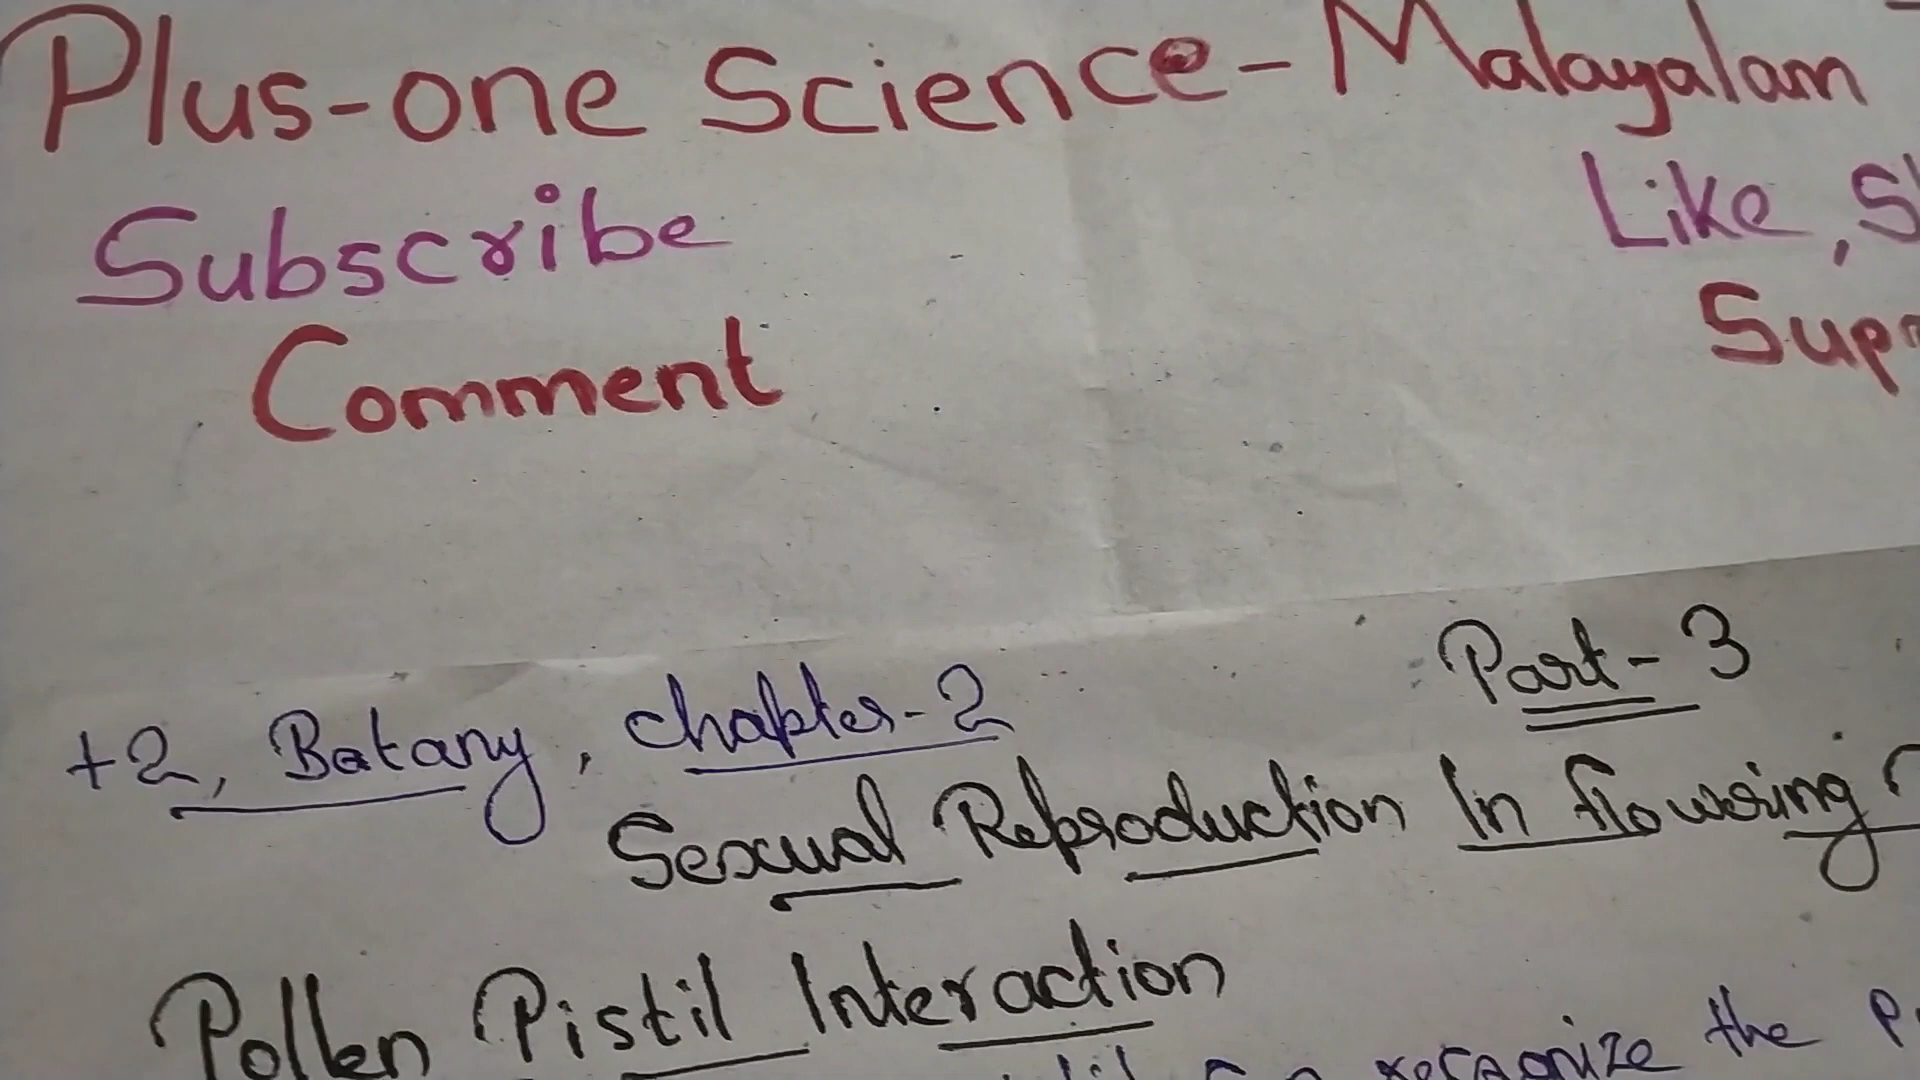 Plus-one Science-Malayalam
Subscribe
Like,
Comment
Part-3
+2, Botany, chapter-2
Sexual Reproduction In flowering
Pollen Pistil Interaction
recognize the